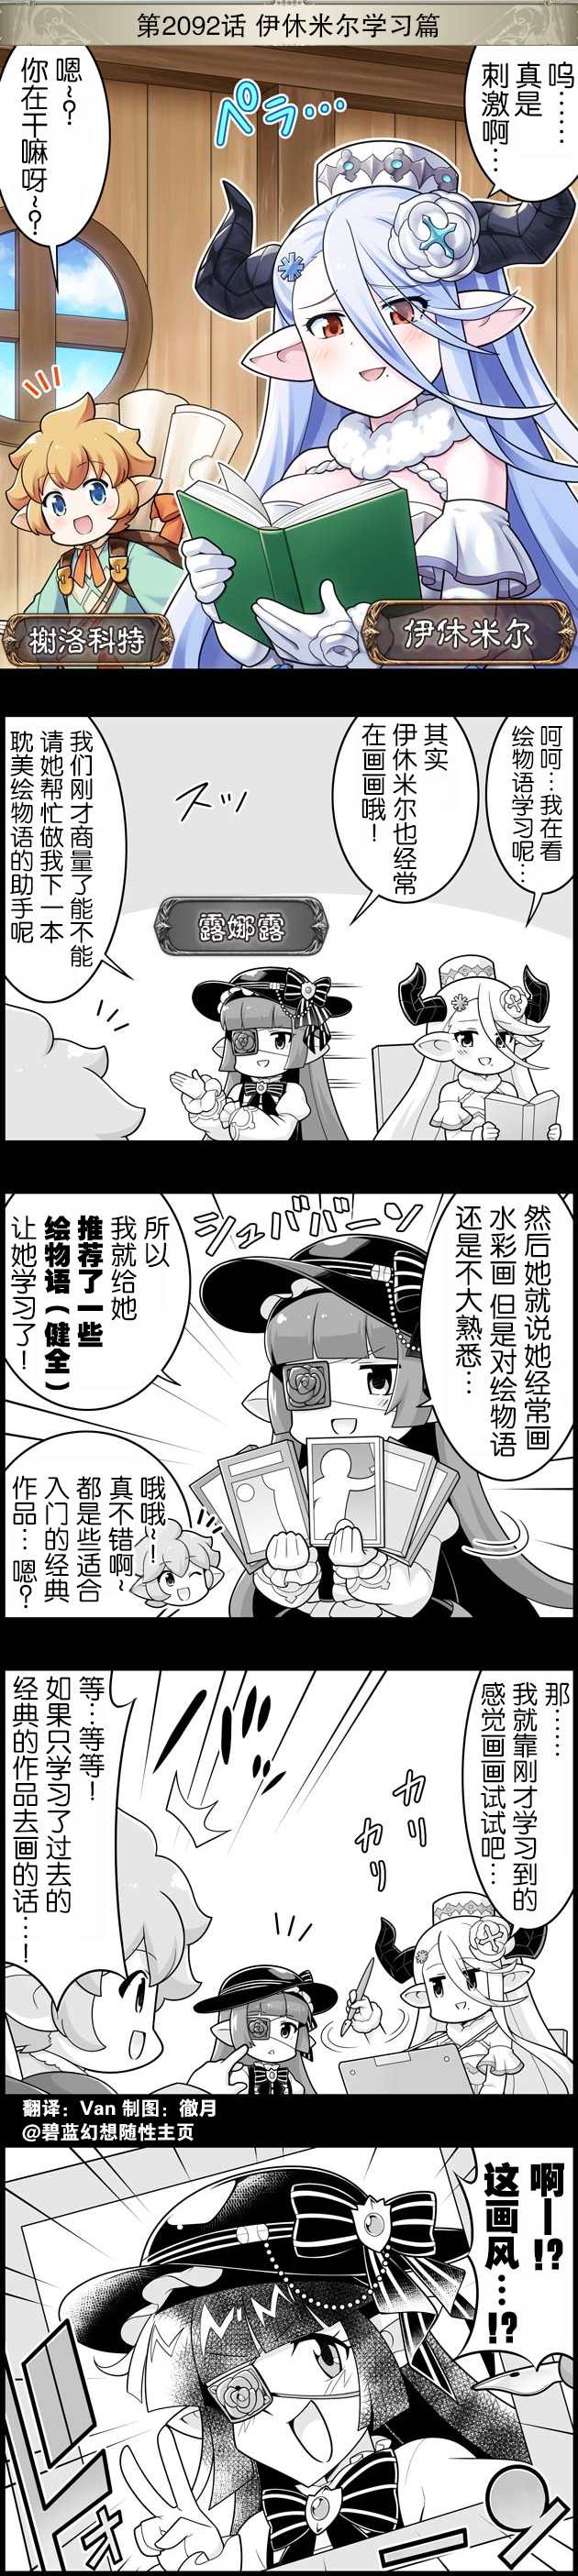 第2092话 伊休米尔学习篇
呜……
真是
刺激啊…
ペラ…
嗯~?
你在干嘛呀~?
榭洛科特
伊休米尔
呵呵…我在看
绘物语学习呢…
其实
伊休米尔也经常
在画画哦！
スッ
我们刚才商量了能不能
请她帮忙做我下一本
耽美绘物语的助手呢
露娜露
然后她就说她经常画
水彩画 但是对绘物语
还是不大熟悉…
シュババーン
所以
我就给她
推荐了一些
绘物语（健全）
让她学习了！
哦哦~！
真不错啊~
都是些适合
入门的经典
作品… 嗯？
那……
我就靠刚才学习到的
感觉画画试试吧…
カリ
カリ
等…等等！
如果只学习了过去的
经典的作品去画的话…！
翻译：Van 制图：徹月
@碧蓝幻想随性主页
啊ー!?
这画风…!?